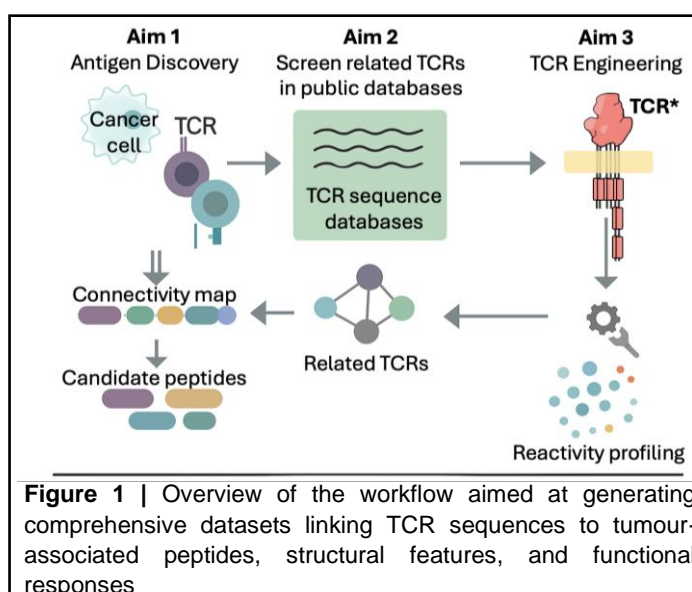 Aim 1
Antigen Discovery
Cancer
cell
TCR
Aim 2
Screen related TCRs
in public databases
TCR sequence
databases
Aim 3
TCR Engineering
TCR*
Connectivity map
Candidate peptides
Related TCRs
Reactivity profiling
Figure 1 | Overview of the workflow aimed at generating
comprehensive datasets linking TCR sequences to tumour-
associated peptides, structural features, and functional
responses